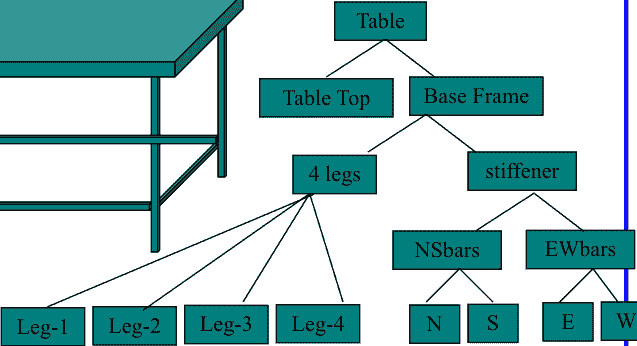 Table
Table Top
Base Frame
4 legs
stiffener
NSbars
EWbars
Leg-1
Leg-2
Leg-3
Leg-4
N
S
E
W